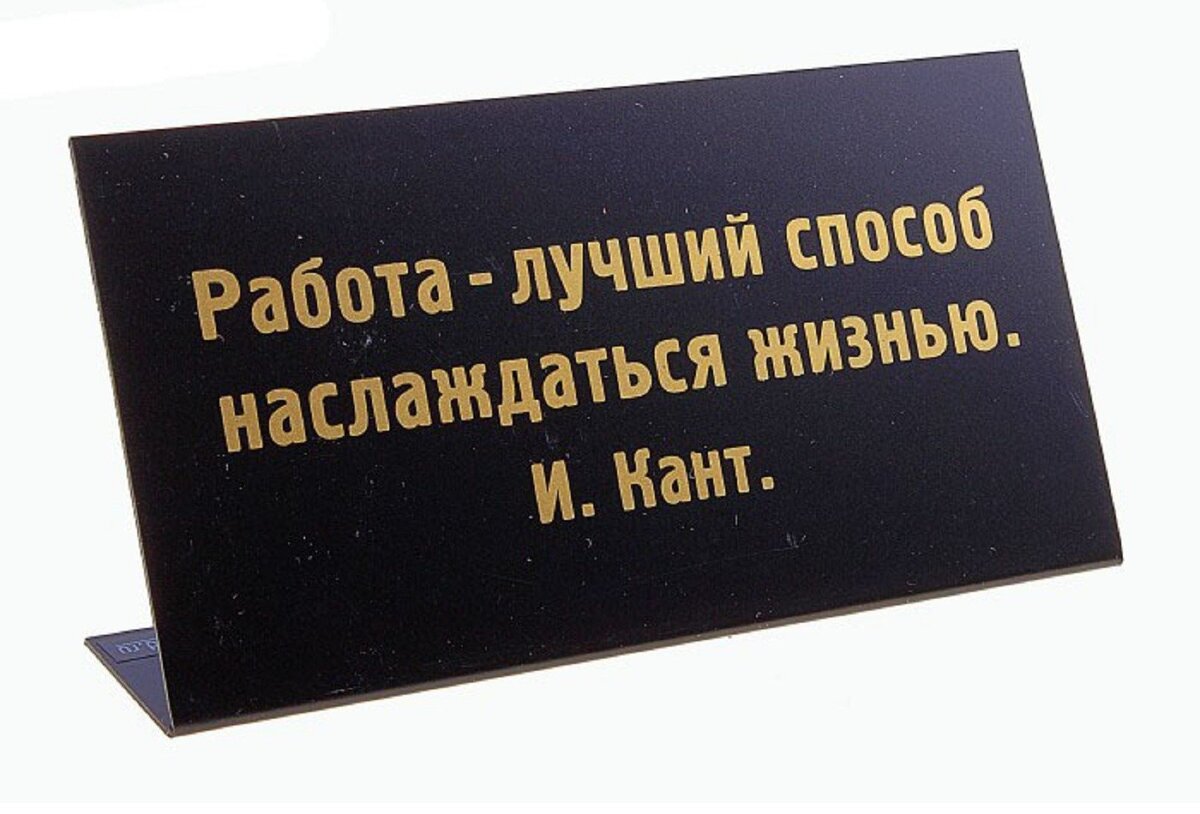 Работа - лучший способ
наслаждаться жизнью.
И. Кант.